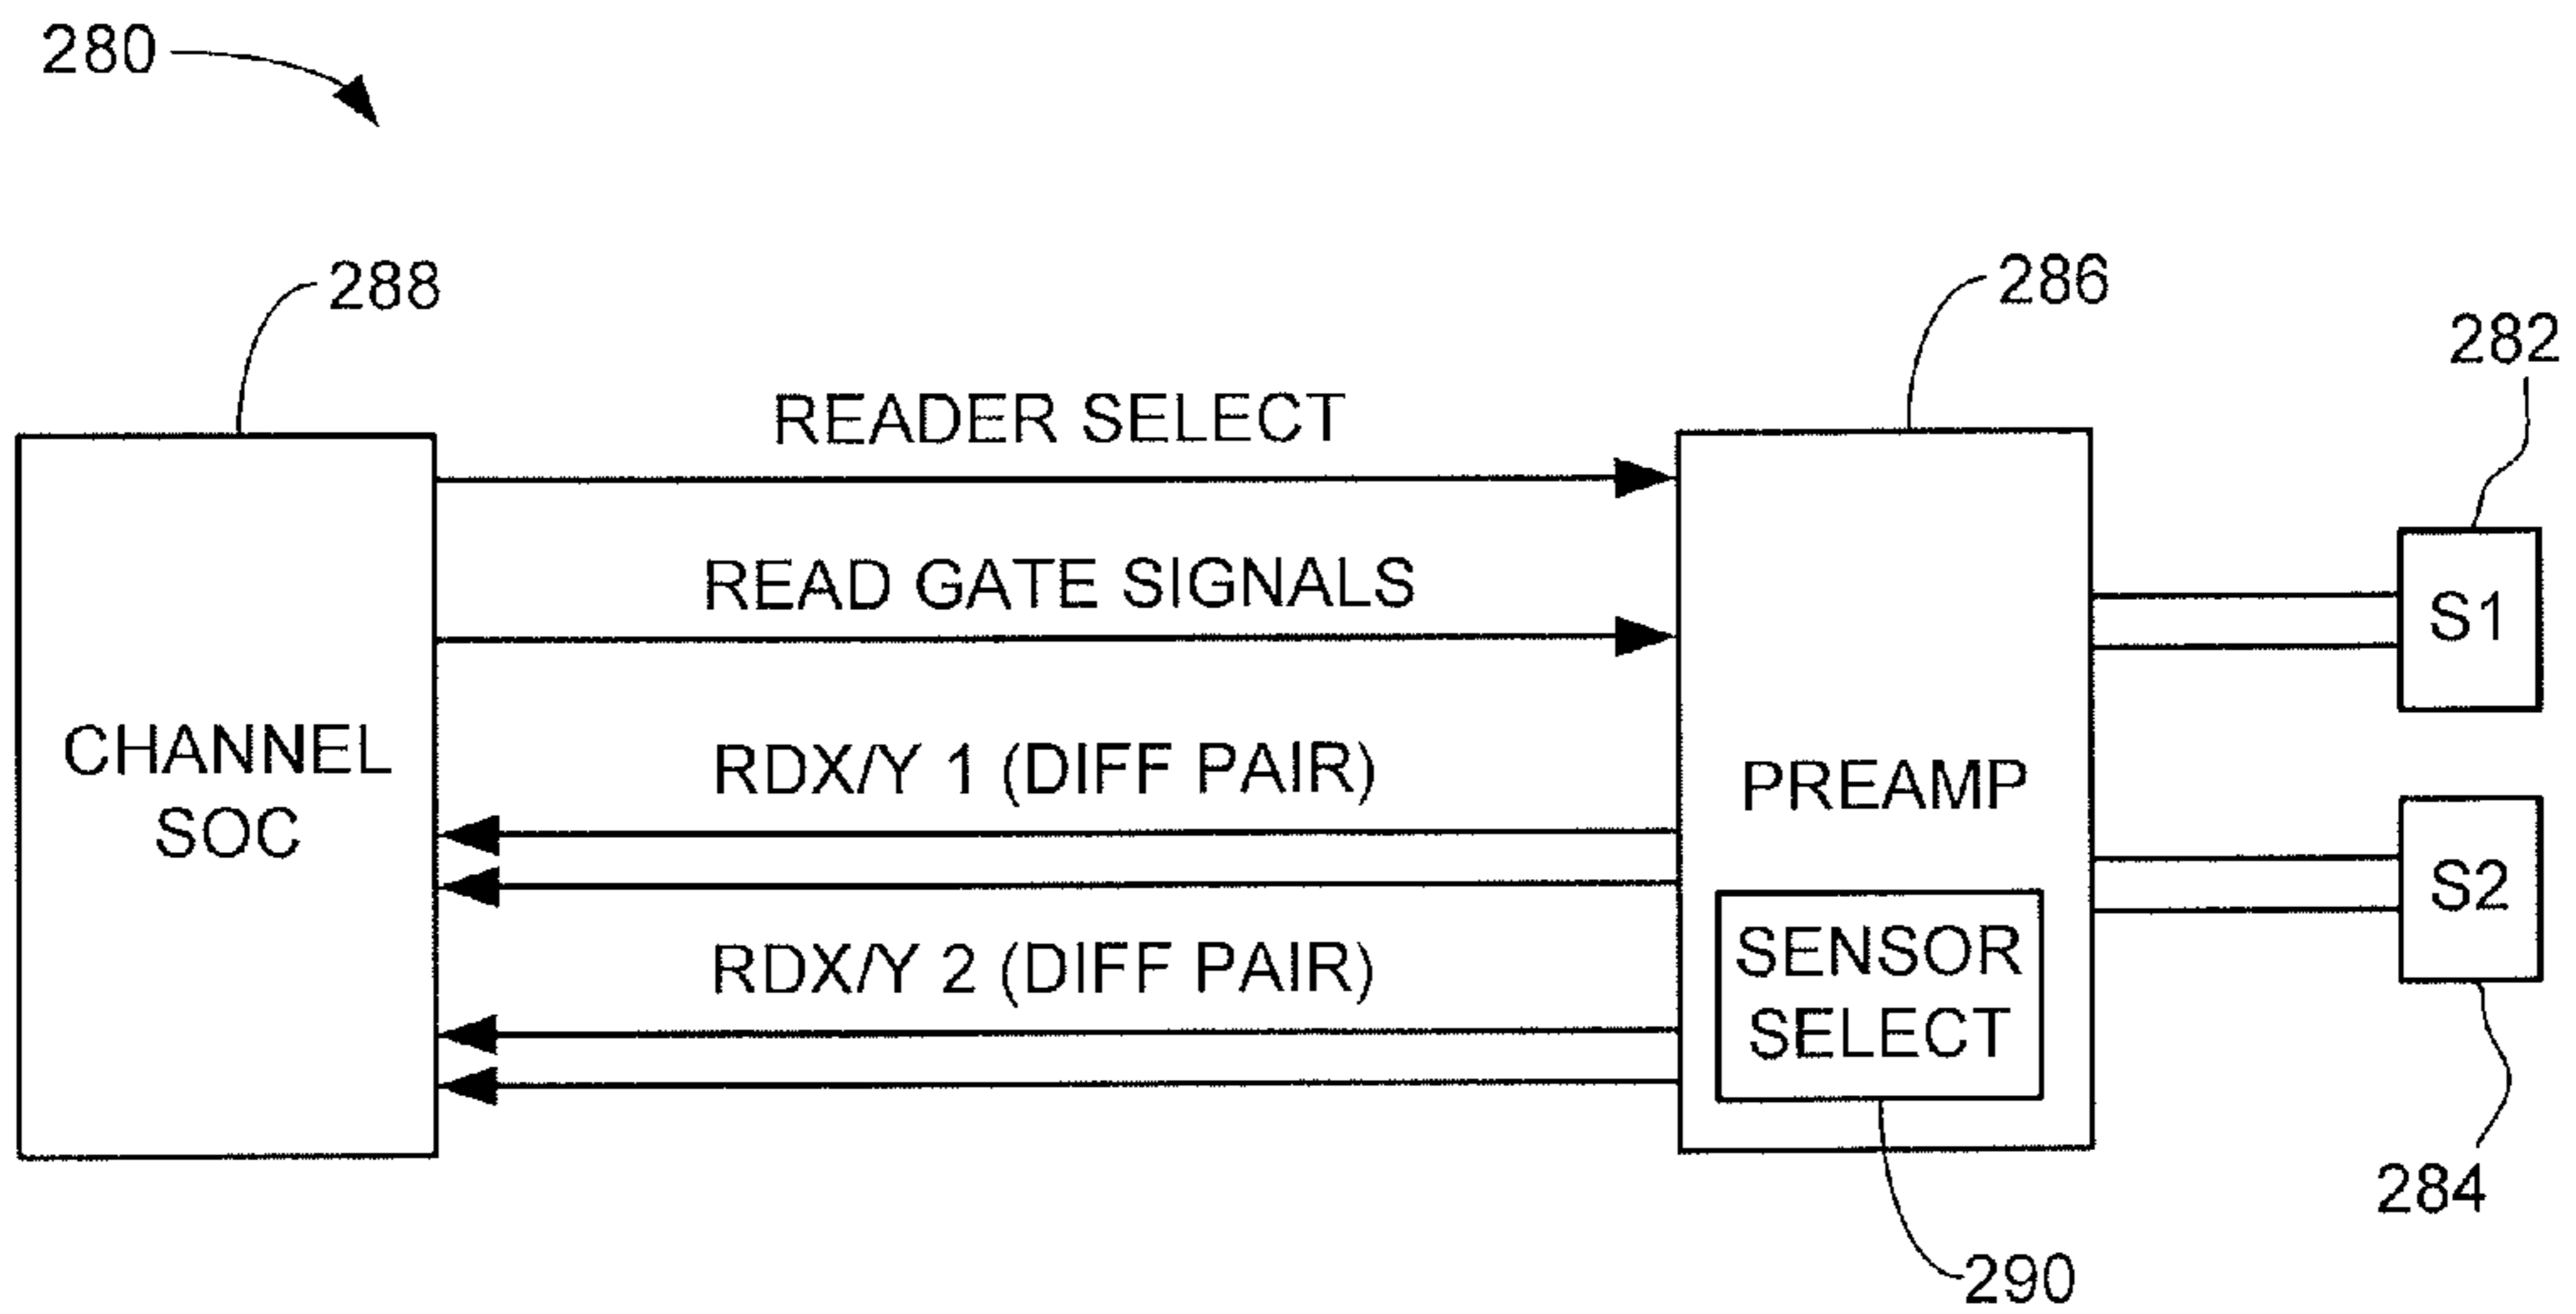 280
288
286
282
READER SELECT
READ GATE SIGNALS
S1
RDX/Y 1 (DIFF PAIR)
CHANNEL
SOC
PREAMP
S2
RDX/Y 2 (DIFF PAIR)
SENSOR
SELECT
284
290